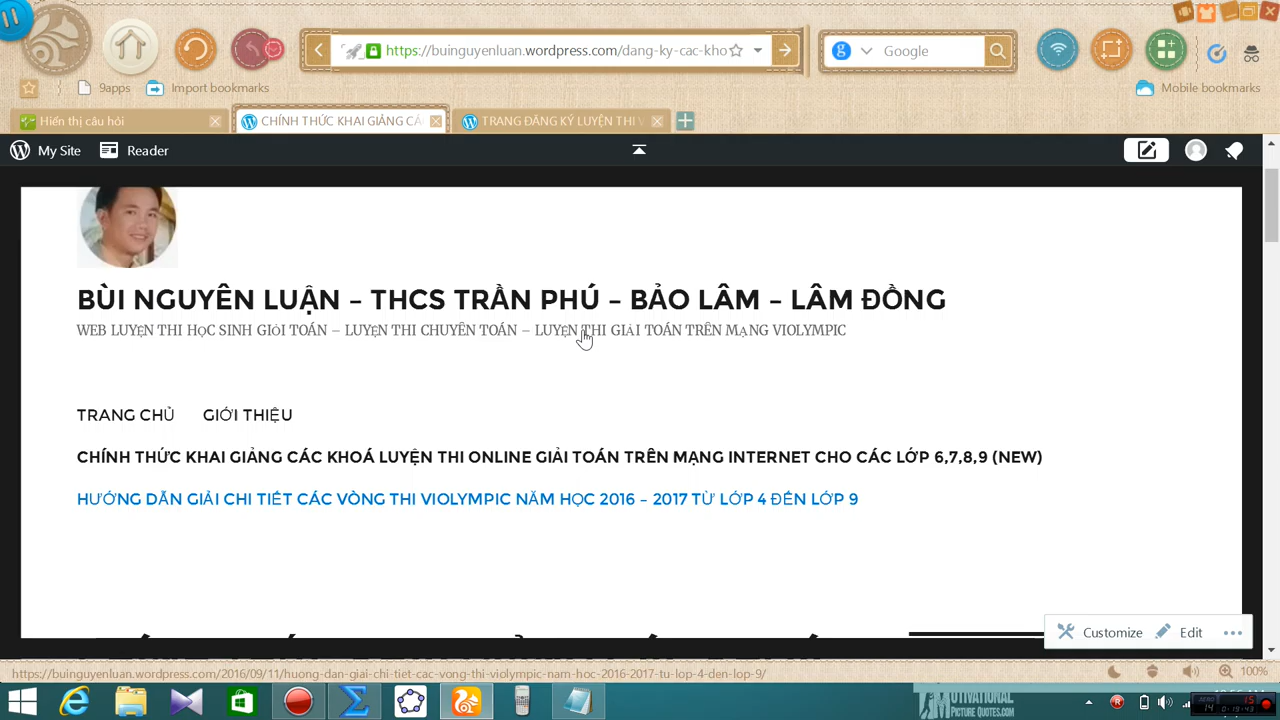 https://buinguyenluan.wordpress.com/dang-ky-cac-kho
Google
9apps
Import bookmarks
Mobile bookmarks
Hiển thị câu hỏi
CHÍNH THỨC KHAI GIẢNG CÁ
TRANG ĐĂNG KÝ LUYỆN THI V
My Site
Reader
BÙI NGUYÊN LUẬN – THCS TRẦN PHÚ – BẢO LÂM – LÂM ĐỒNG
WEB LUYỆN THI HỌC SINH GIỎI TOÁN – LUYỆN THI CHUYÊN TOÁN – LUYỆN THI GIẢI TOÁN TRÊN MẠNG VIOLYMPIC
TRANG CHỦ
GIỚI THIỆU
CHÍNH THỨC KHAI GIẢNG CÁC KHOÁ LUYỆN THI ONLINE GIẢI TOÁN TRÊN MẠNG INTERNET CHO CÁC LỚP 6,7,8,9 (NEW)
HƯỚNG DẪN GIẢI CHI TIẾT CÁC VÒNG THI VIOLYMPIC NĂM HỌC 2016 – 2017 TỪ LỚP 4 ĐẾN LỚP 9
Customize
Edit
https://buinguyenluan.wordpress.com/2016/09/11/huong-dan-giai-chi-tiet-cac-vong-thi-violympic-nam-hoc-2016-2017-tu-lop-4-den-lop-9/
100%
MOTIVATIONAL
PICTURE QUOTES.COM
0:19:43